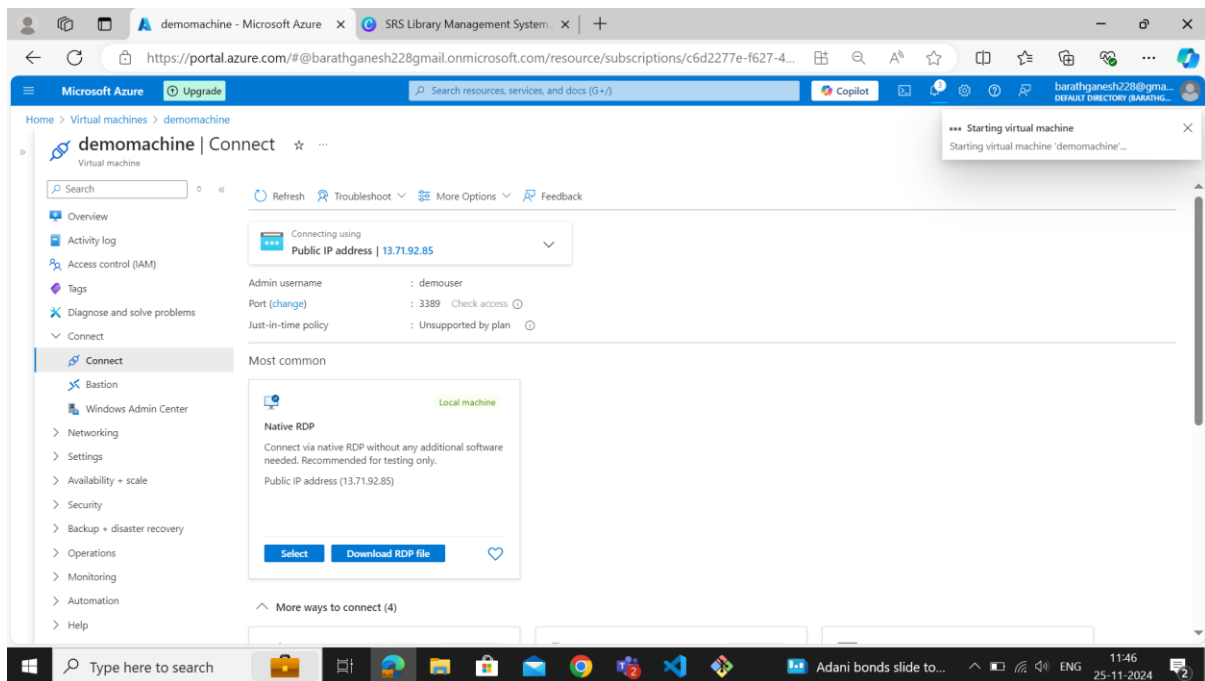 demomachine - Microsoft Azure
SRS Library Management System.
https://portal.azure.com/#@barathganesh228gmail.onmicrosoft.com/resource/subscriptions/c6d2277e-f627-4...
Microsoft Azure
Upgrade
Search resources, services, and docs (G+/)
Copilot
3
barathganesh228@gma...
DEFAULT DIRECTORY (BARATHG...
Home > Virtual machines > demomachine
demomachine | Connect
Virtual machine
Starting virtual machine
Starting virtual machine 'demomachine'...
Search
Refresh
Troubleshoot
More Options
Feedback
Overview
Activity log
Access control (IAM)
Tags
Diagnose and solve problems
Connect
Connect
Bastion
Windows Admin Center
Networking
Settings
Availability + scale
Security
Backup + disaster recovery
Operations
Monitoring
Automation
Help
Connecting using
Public IP address | 13.71.92.85
Admin username : demouser
Port (change) : 3389 Check access
Just-in-time policy : Unsupported by plan
Most common
Local machine
Native RDP
Connect via native RDP without any additional software
needed. Recommended for testing only.
Public IP address (13.71.92.85)
Select
Download RDP file
More ways to connect (4)
Type here to search
Adani bonds slide to...
ENG
11:46
25-11-2024
2